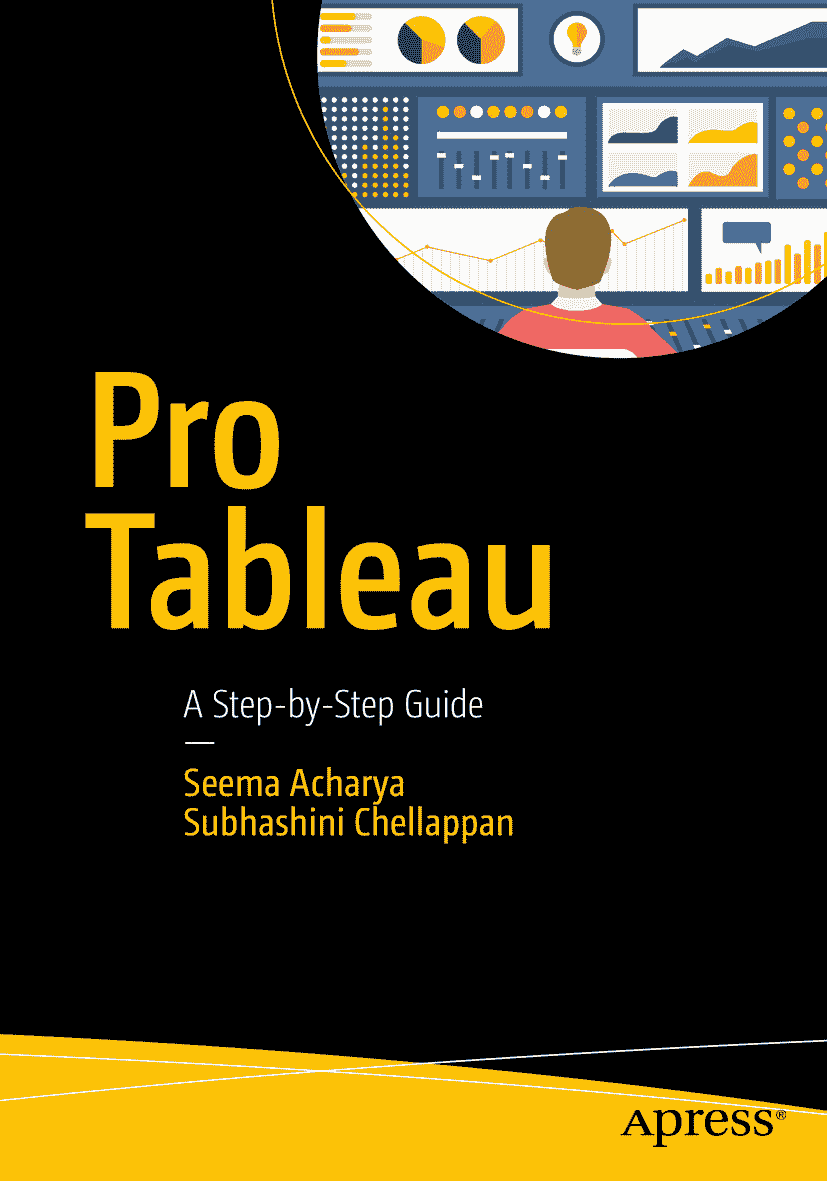 Pro
Tableau
A Step-by-Step Guide
Seema Acharya
Subhashini Chellappan
Apress®